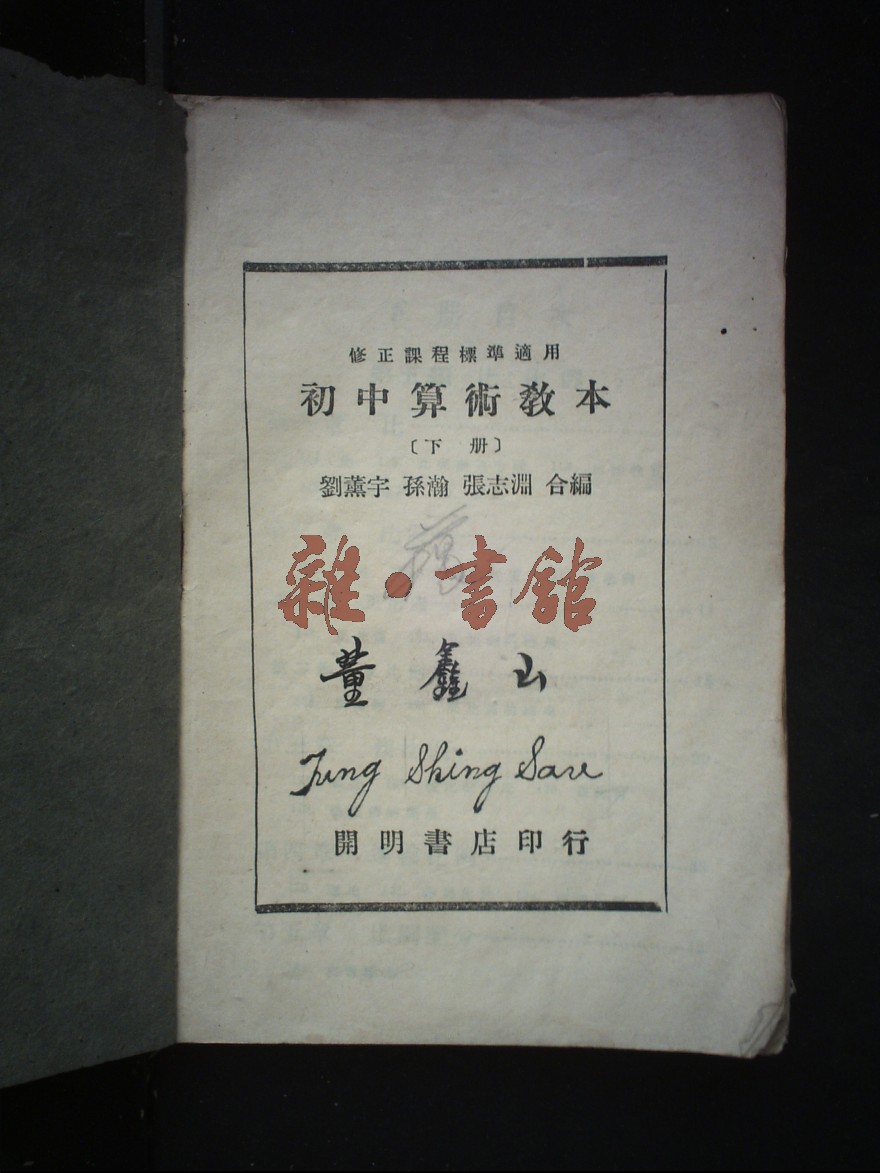 修正課程標準適用
初中算術教本
〔下册〕
劉薰宇 孫瀚 張志淵 合編
雜·書館
董鑫山
Tung Shing Sare
開明書店印行